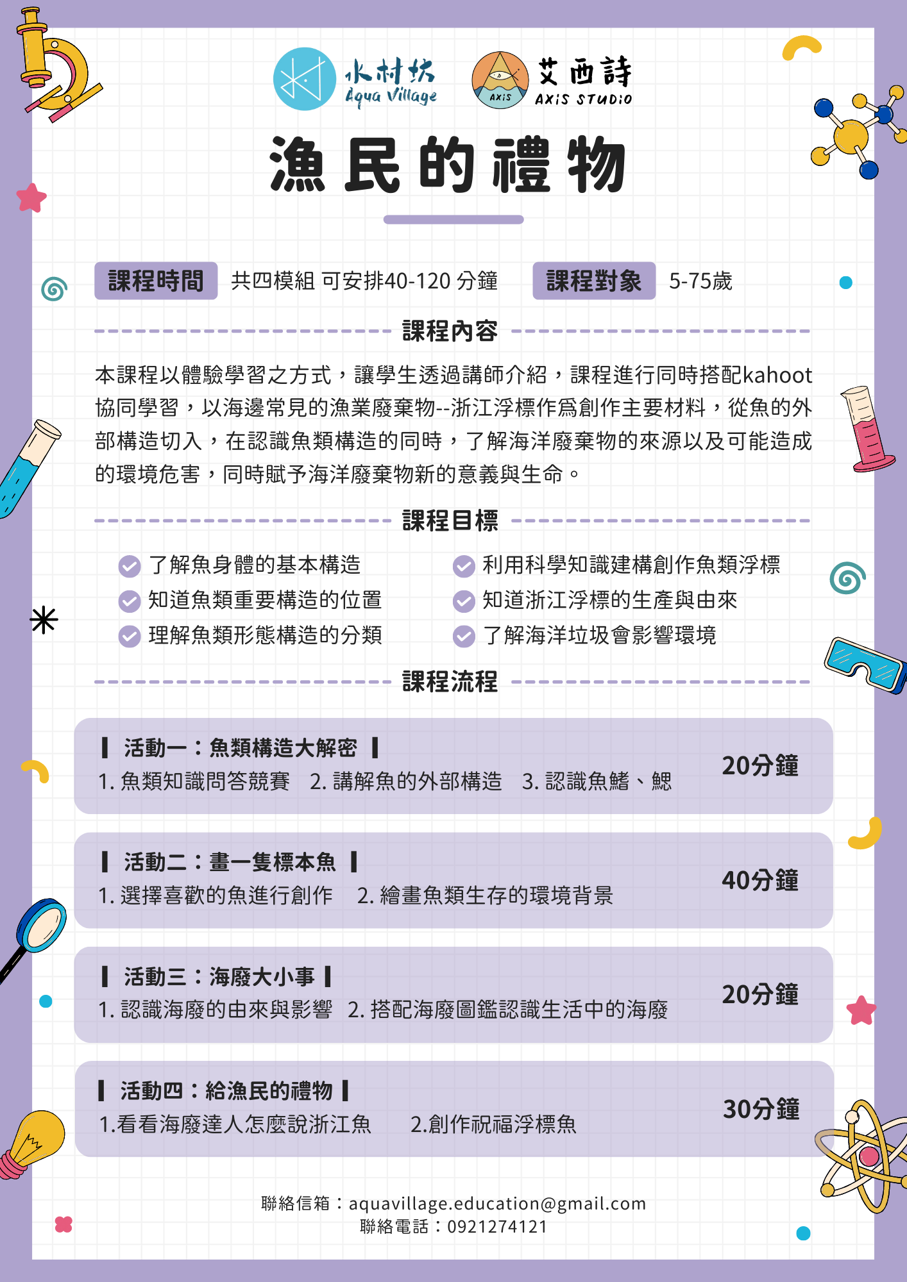 水村妖
Aqua Village
AXiS
艾西詩
AXiS STUDiO
漁民的禮物
課程時間 共四模組 可安排40-120 分鐘 課程對象 5-75歲
課程內容
本課程以體驗學習之方式，讓學生透過講師介紹，課程進行同時搭配kahoot
協同學習，以海邊常見的漁業廢棄物--浙江浮標作為創作主要材料，從魚的外
部構造切入，在認識魚類構造的同時，了解海洋廢棄物的來源以及可能造成
的環境危害，同時賦予海洋廢棄物新的意義與生命。
課程目標
了解魚身體的基本構造
知道魚類重要構造的位置
理解魚類形態構造的分類
利用科學知識建構創作魚類浮標
知道浙江浮標的生產與由來
了解海洋垃圾會影響環境
課程流程
活動一：魚類構造大解密
1. 魚類知識問答競賽 2. 講解魚的外部構造 3. 認識魚鰭、鰓
20分鐘
活動二：畫一隻標本魚
1. 選擇喜歡的魚進行創作 2. 繪畫魚類生存的環境背景
40分鐘
活動三：海廢大小事
1. 認識海廢的由來與影響 2. 搭配海廢圖鑑認識生活中的海廢
20分鐘
活動四：給漁民的禮物
1.看看海廢達人怎麼說浙江魚 2.創作祝福浮標魚
30分鐘
聯絡信箱：aquavillage.education@gmail.com
聯絡電話：0921274121